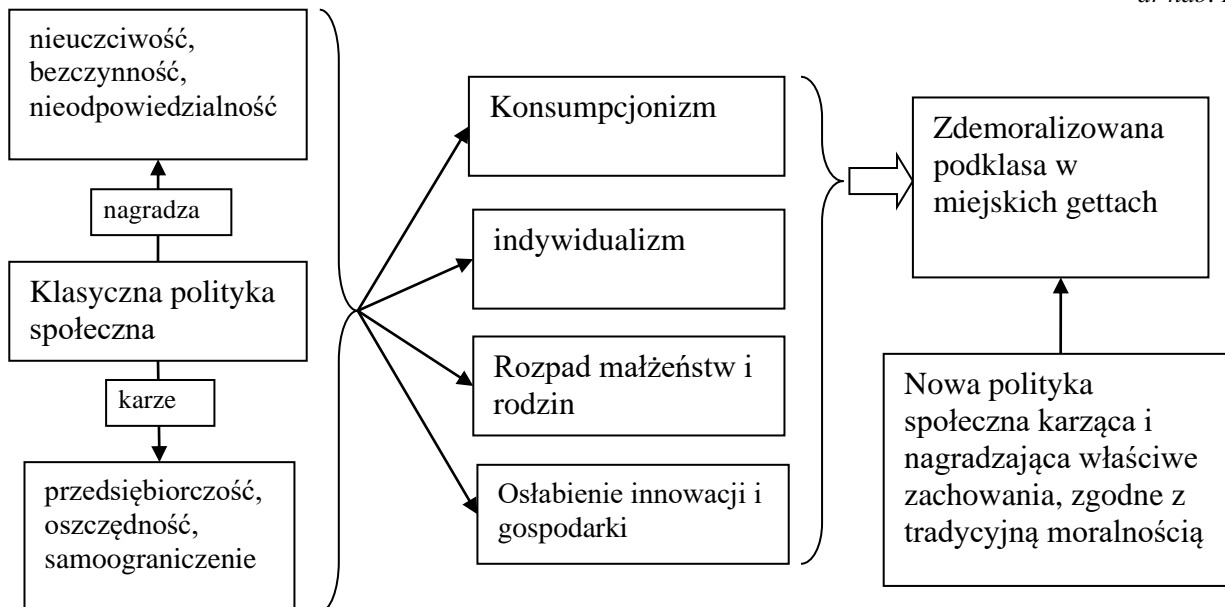 nieuczciwość,
bezczynność,
nieodpowiedzialność
nagradza
Klasyczna polityka
społeczna
karze
przedsiębiorczość,
oszczędność,
samoograniczenie
Konsumpcjonizm
indywidualizm
Rozpad małżeństw i
rodzin
Osłabienie innowacji i
gospodarki
Zdemoralizowana
podklasa w
miejskich gettach
Nowa polityka
społeczna karząca i
nagradzająca właściwe
zachowania, zgodne z
tradycyjną moralnością